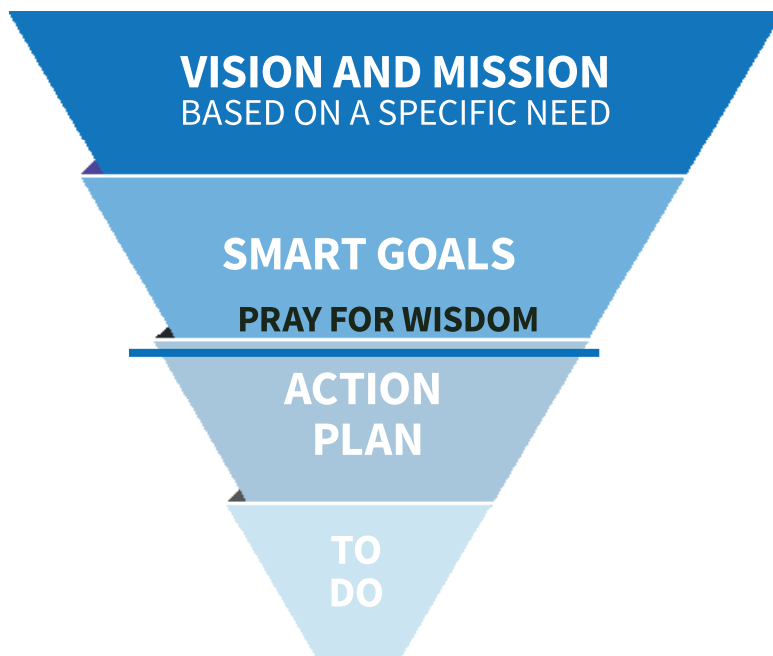 VISION AND MISSION
BASED ON A SPECIFIC NEED
SMART GOALS
PRAY FOR WISDOM
ACTION
PLAN
TO
DO